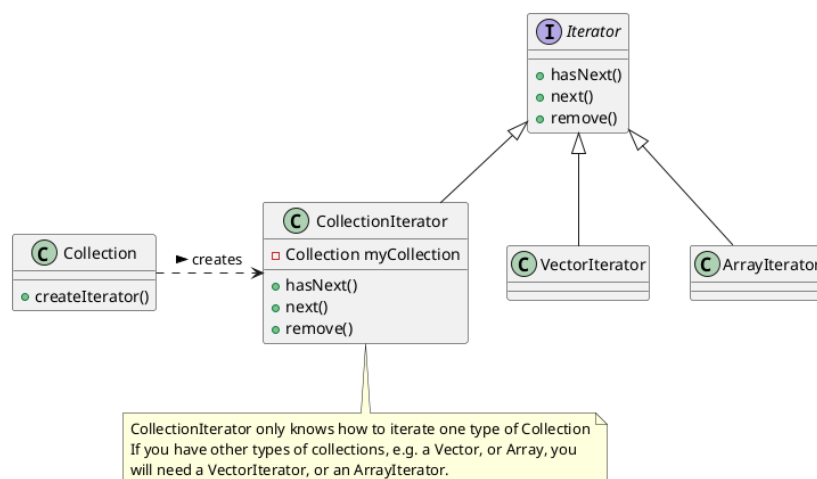 I Iterator
hasNext()
next()
remove()
C CollectionIterator
Collection myCollection
hasNext()
next()
remove()
C Collection
createIterator()
creates
C VectorIterator
C ArrayIterator
CollectionIterator only knows how to iterate one type of Collection
If you have other types of collections, e.g. a Vector, or Array, you
will need a VectorIterator, or an ArrayIterator.